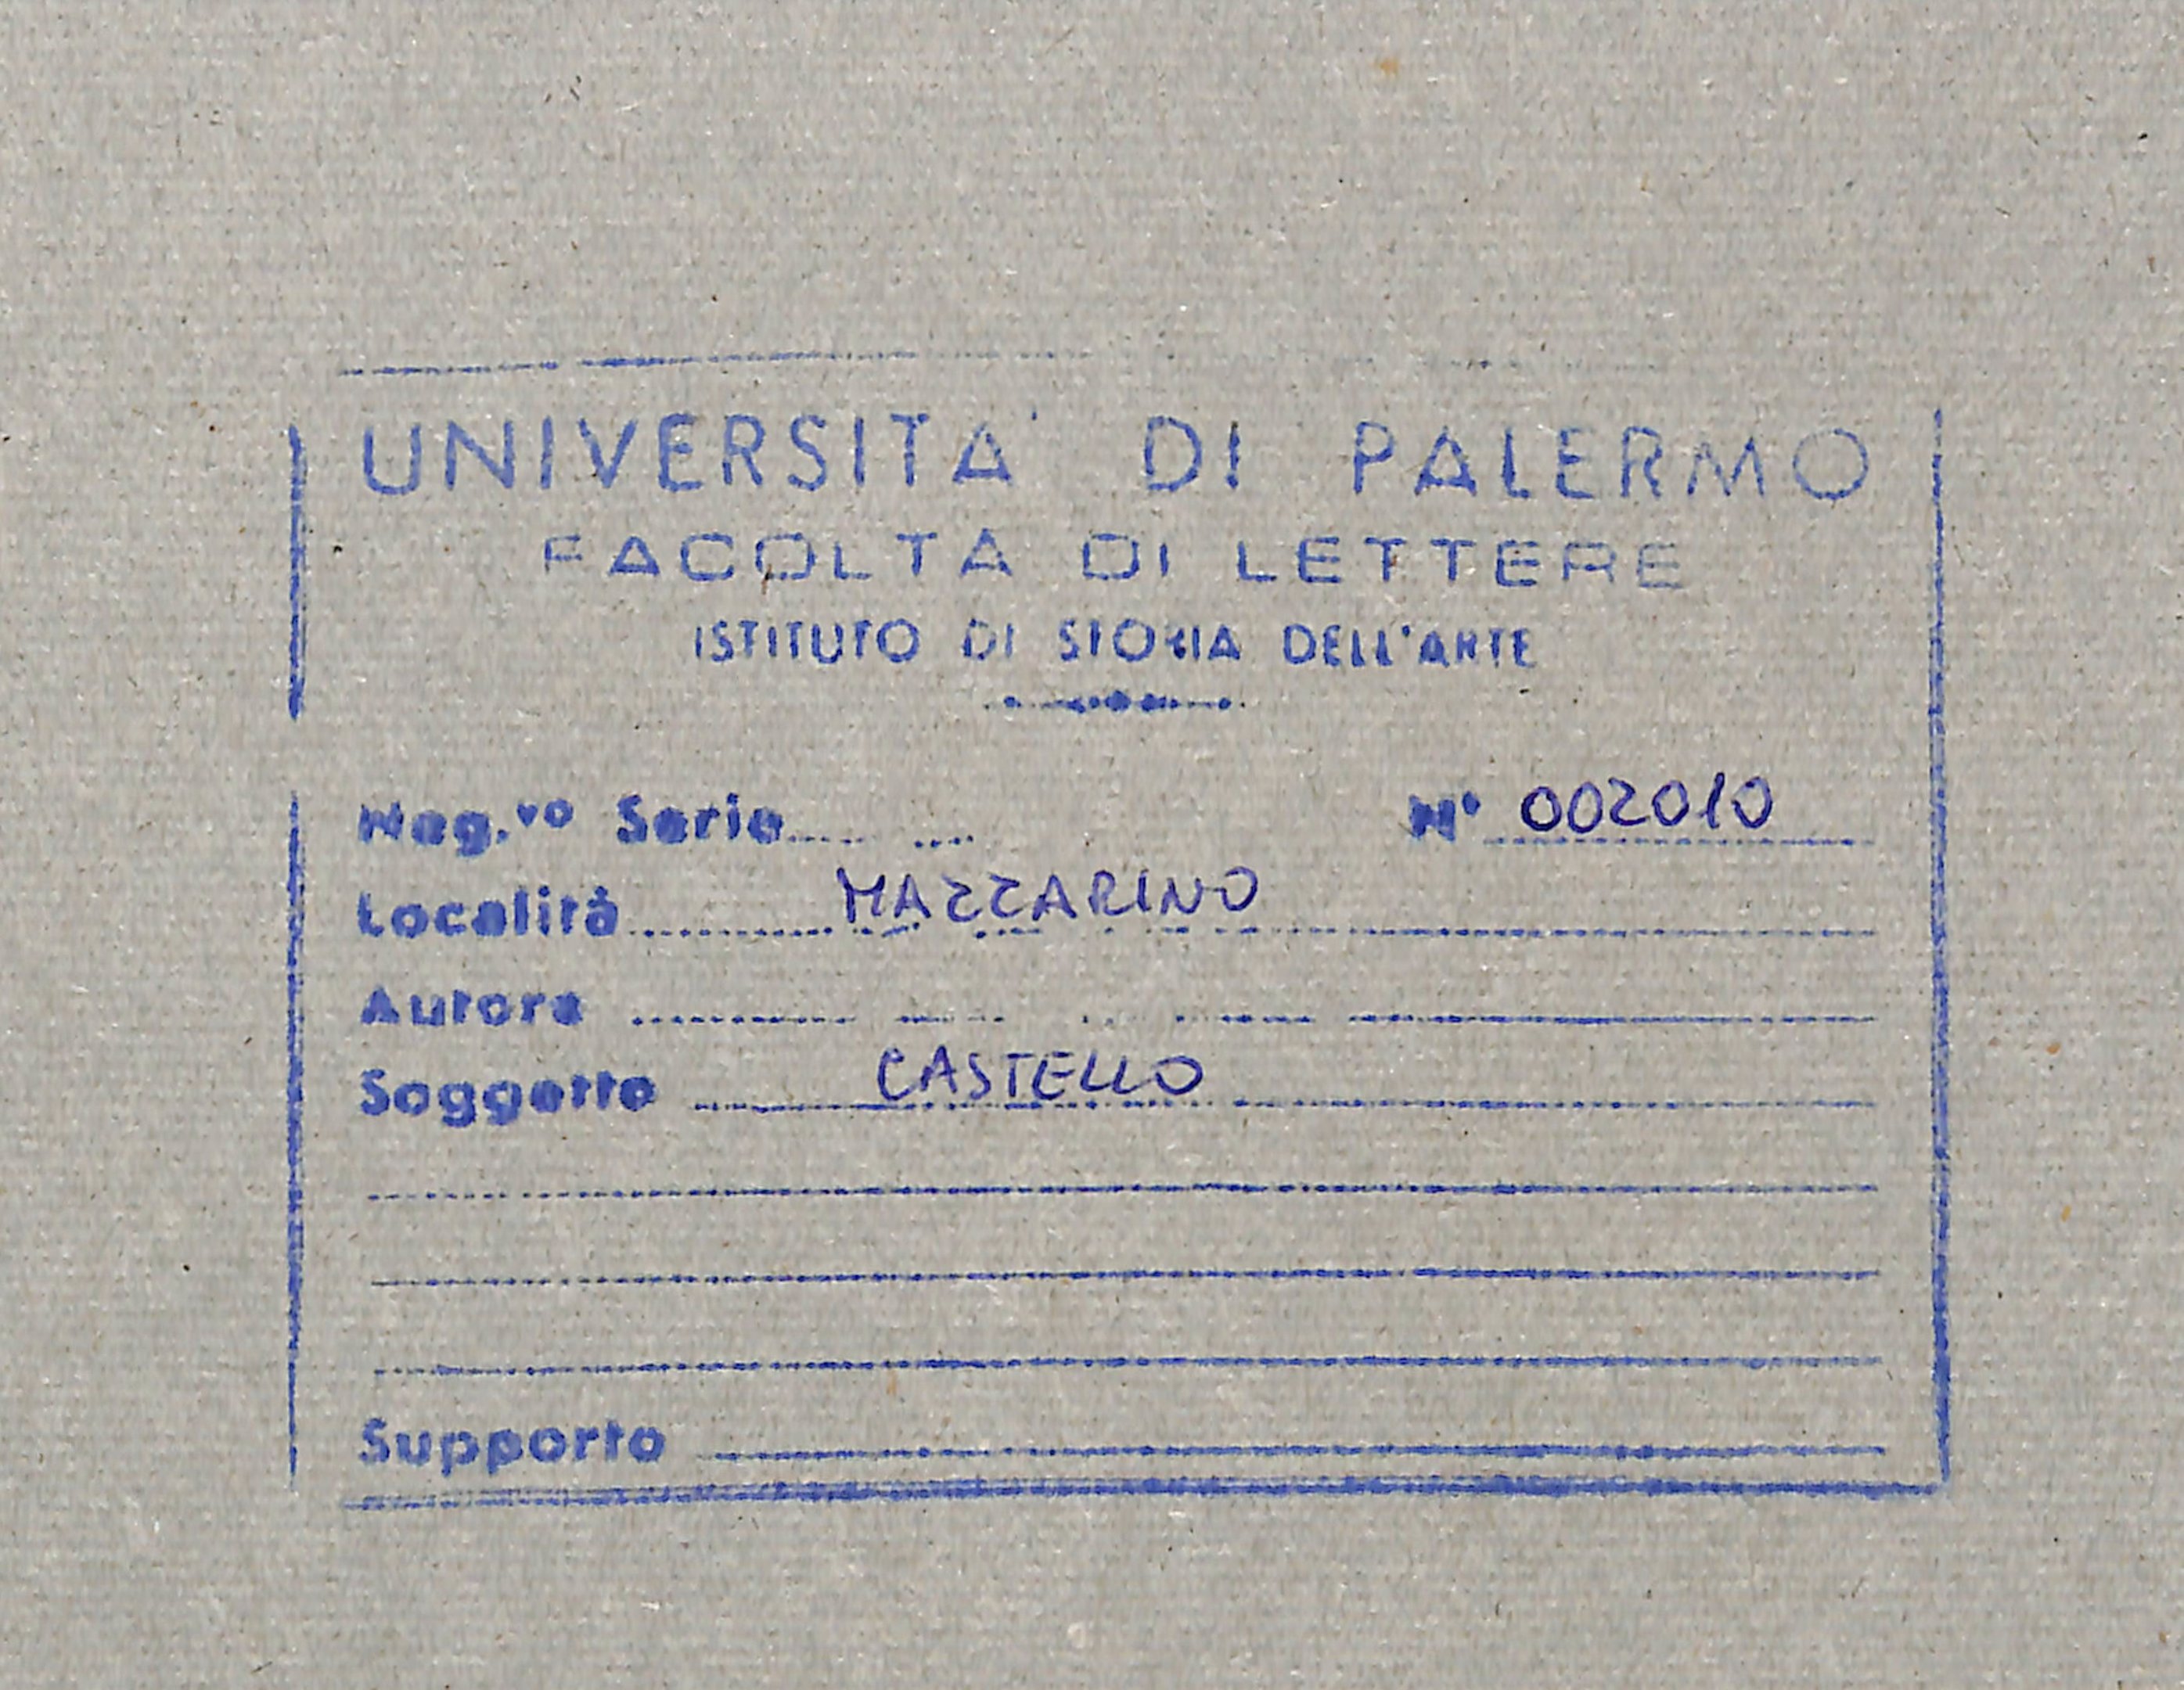 UNIVERSITA' DI PALERMO
FACOLTA DI LETTERE
ISTITUTO DI STORIA DELL'ARTE
Neg.vo Serie N° 002010
Località MAZZARINO
Autore
Soggetto CASTELLO
Supporto